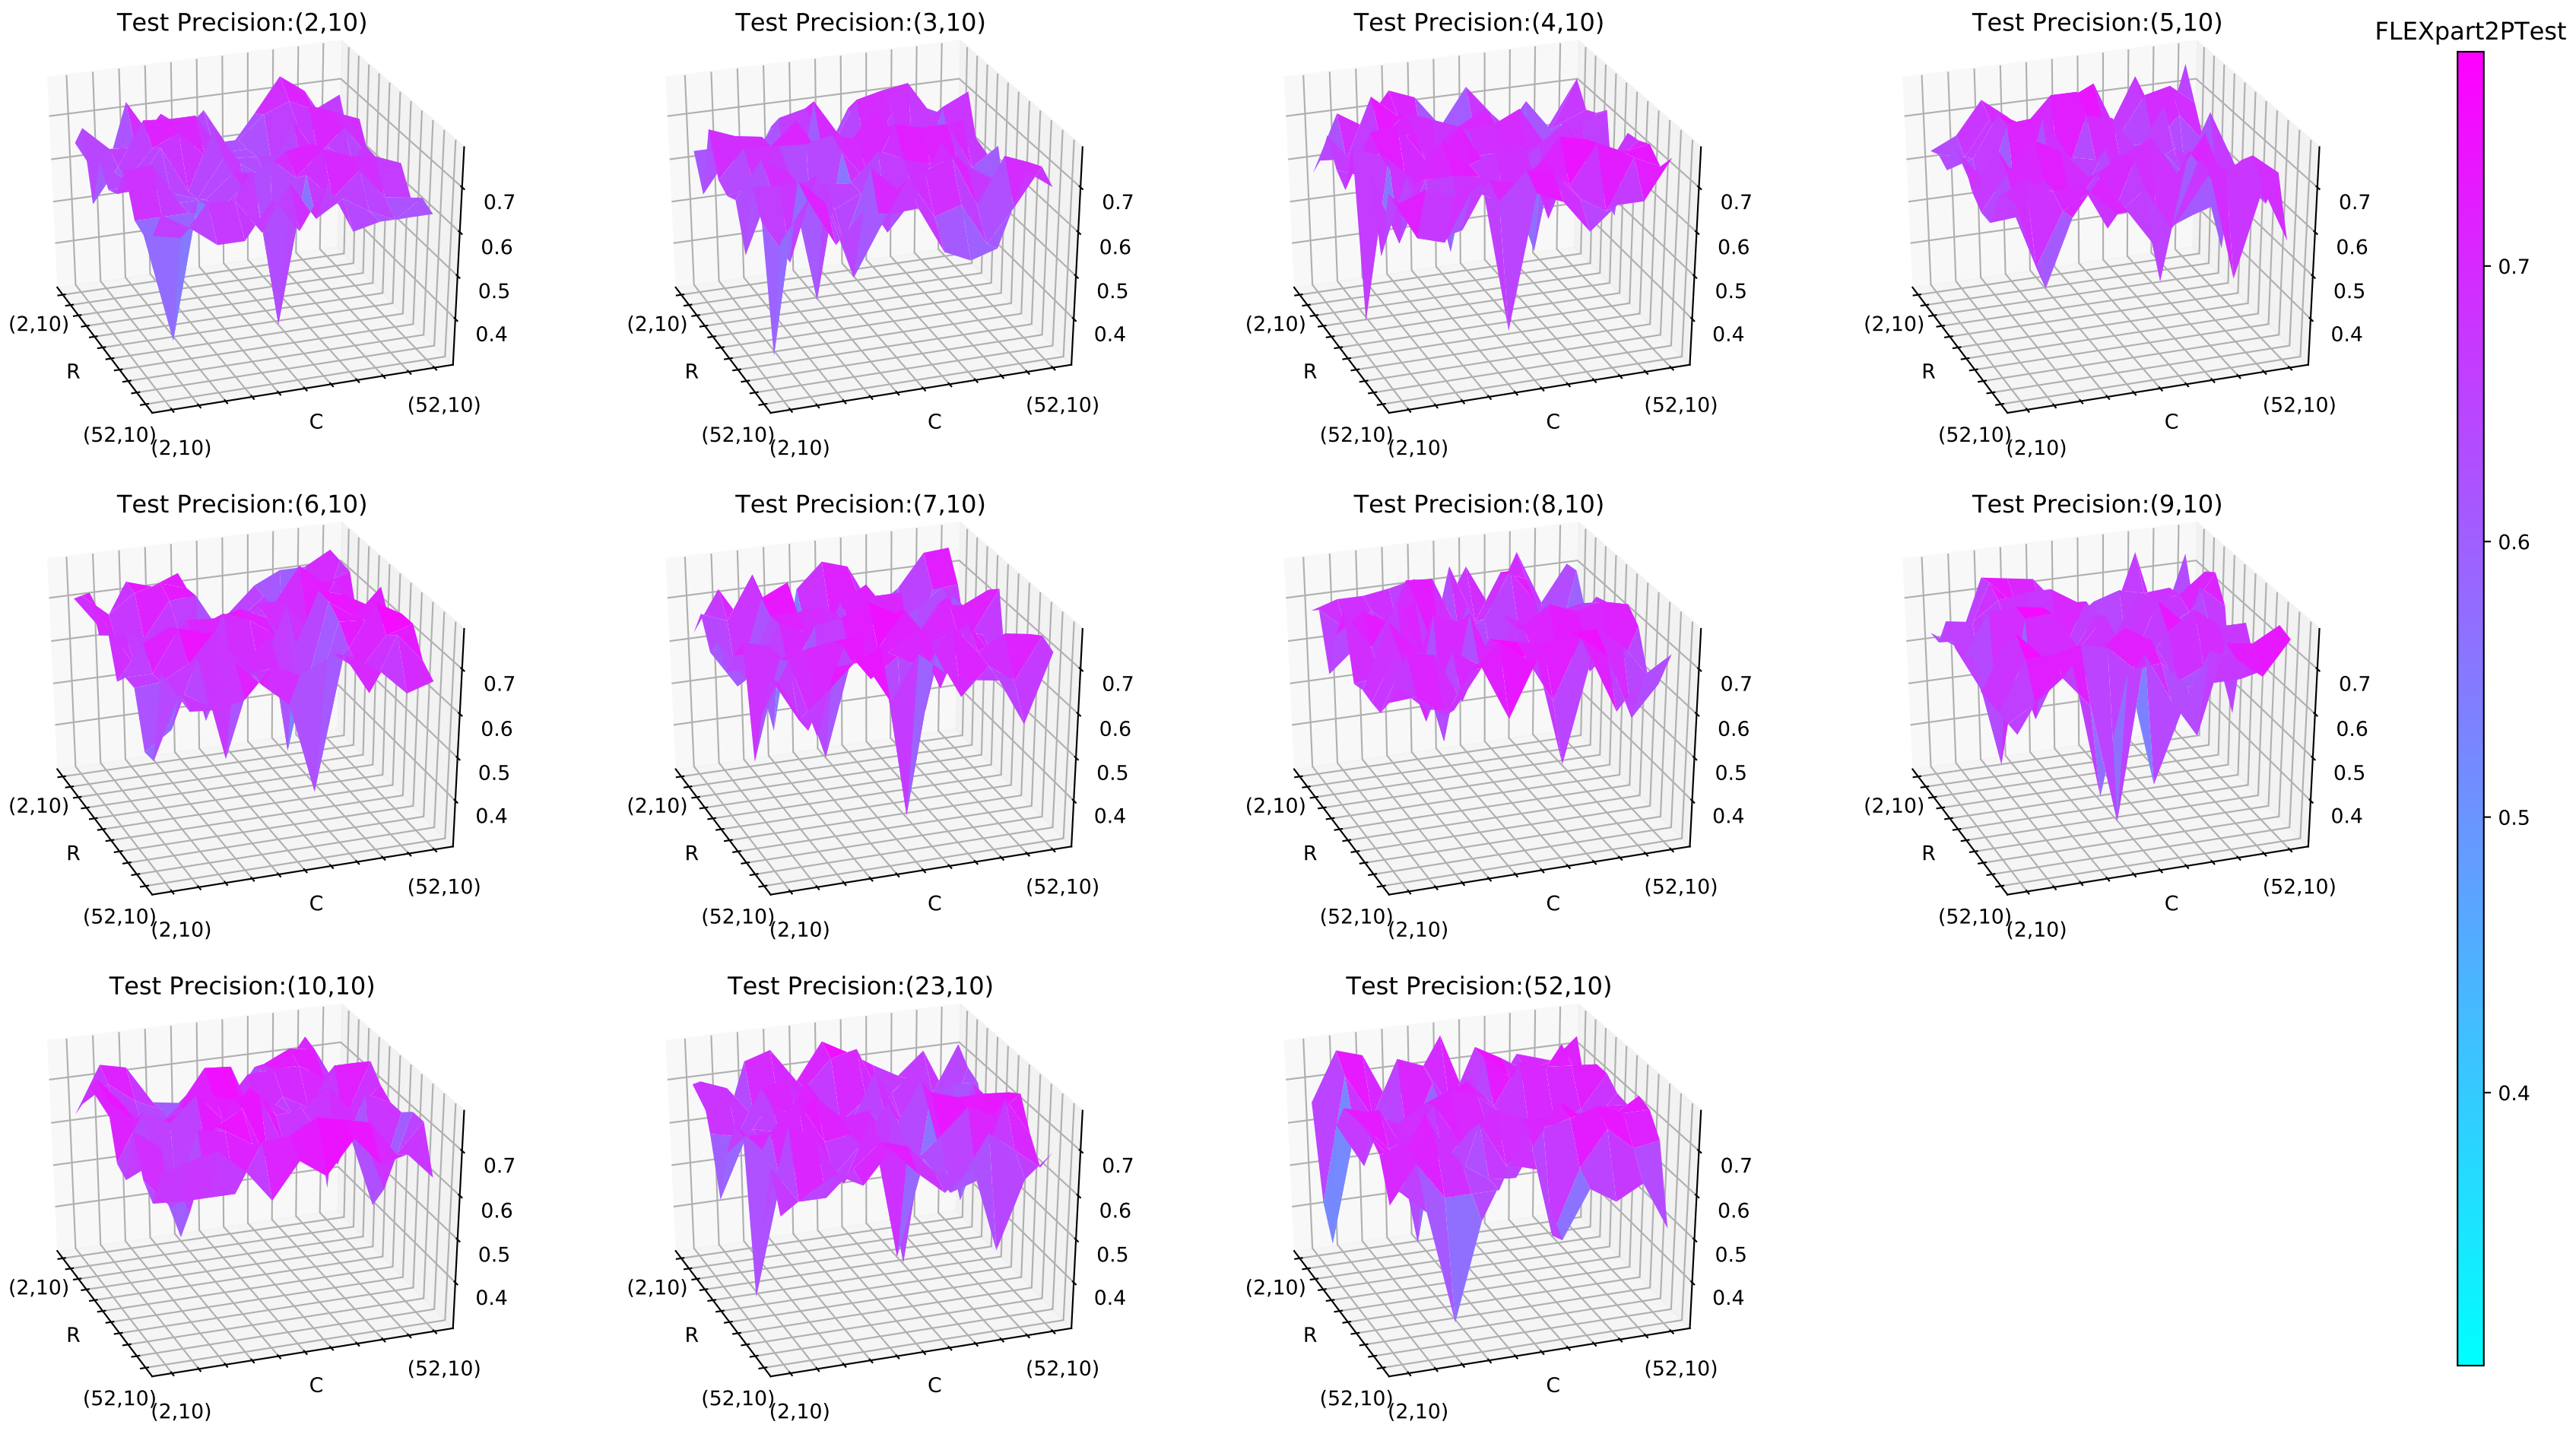 Test Precision:(2,10)
0.7
0.6
0.5
0.4
(2,10)
R
(52,10)
(2,10)
C
(52,10)
Test Precision:(3,10)
0.7
0.6
0.5
0.4
(2,10)
R
(52,10)
(2,10)
C
(52,10)
Test Precision:(4,10)
0.7
0.6
0.5
0.4
(2,10)
R
(52,10)
(2,10)
C
(52,10)
Test Precision:(5,10)
0.7
0.6
0.5
0.4
(2,10)
R
(52,10)
(2,10)
C
(52,10)
FLEXpart2PTest
0.7
0.6
0.5
0.4
Test Precision:(6,10)
0.7
0.6
0.5
0.4
(2,10)
R
(52,10)
(2,10)
C
(52,10)
Test Precision:(7,10)
0.7
0.6
0.5
0.4
(2,10)
R
(52,10)
(2,10)
C
(52,10)
Test Precision:(8,10)
0.7
0.6
0.5
0.4
(2,10)
R
(52,10)
(2,10)
C
(52,10)
Test Precision:(9,10)
0.7
0.6
0.5
0.4
(2,10)
R
(52,10)
(2,10)
C
(52,10)
Test Precision:(10,10)
0.7
0.6
0.5
0.4
(2,10)
R
(52,10)
(2,10)
C
(52,10)
Test Precision:(23,10)
0.7
0.6
0.5
0.4
(2,10)
R
(52,10)
(2,10)
C
(52,10)
Test Precision:(52,10)
0.7
0.6
0.5
0.4
(2,10)
R
(52,10)
(2,10)
C
(52,10)